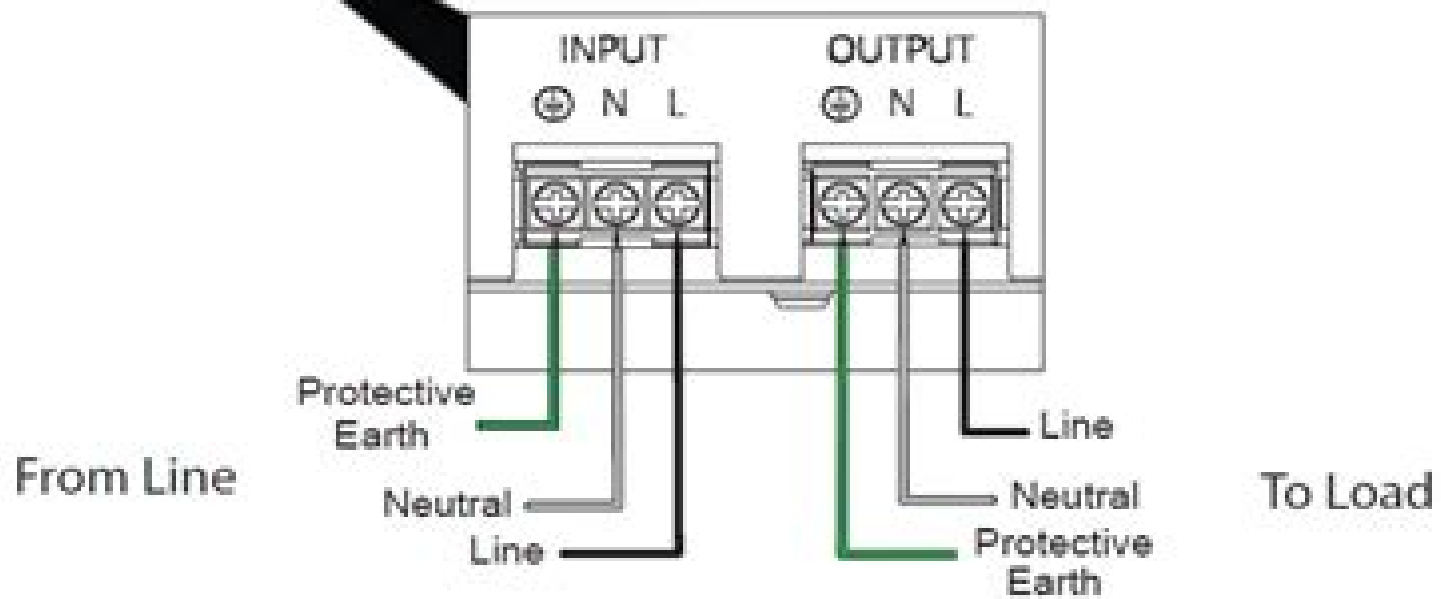 INPUT OUTPUT
N L N L
Protective
Earth
Line
From Line
Neutral
Neutral
To Load
Line
Protective
Earth